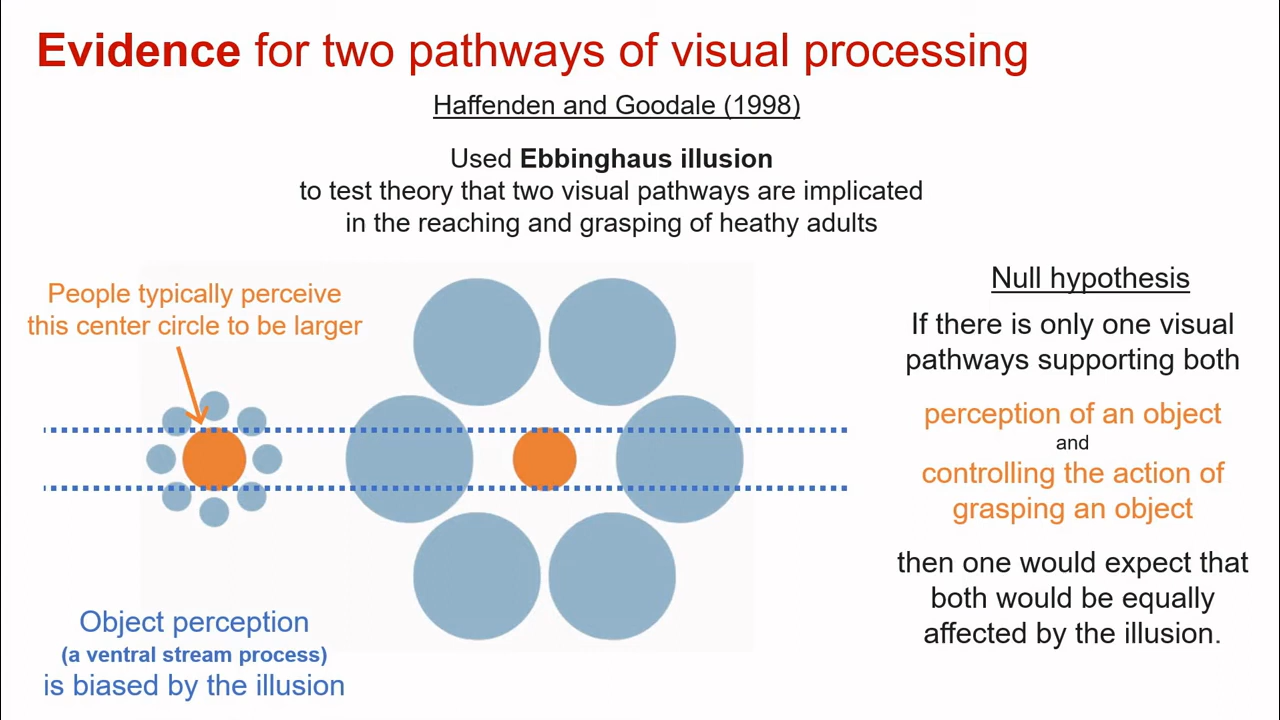 Evidence for two pathways of visual processing
Haffenden and Goodale (1998)
Used Ebbinghaus illusion
to test theory that two visual pathways are implicated
in the reaching and grasping of heathy adults
People typically perceive
this center circle to be larger
Object perception
(a ventral stream process)
is biased by the illusion
Null hypothesis
If there is only one visual
pathways supporting both
perception of an object
and
controlling the action of
grasping an object
then one would expect that
both would be equally
affected by the illusion.